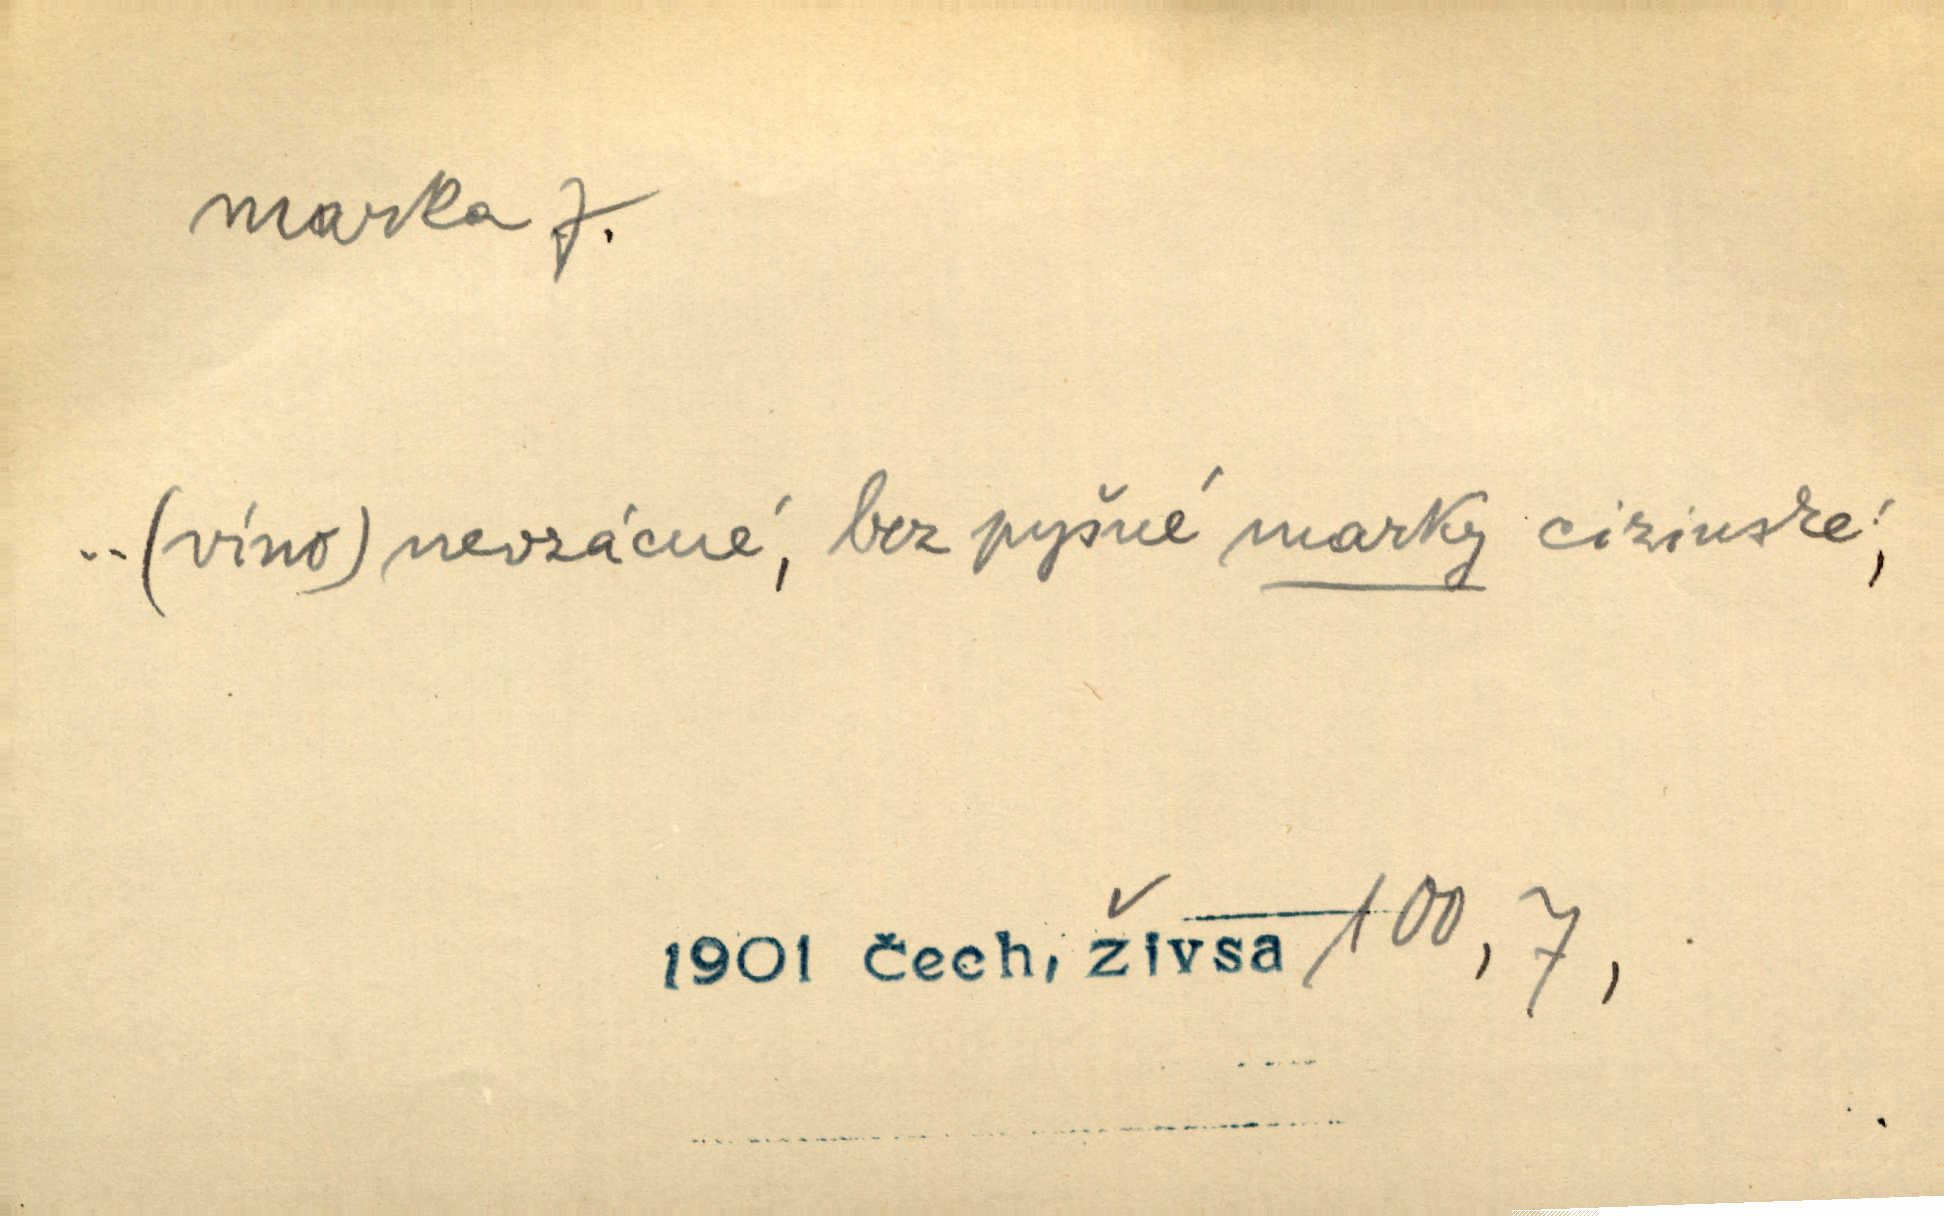 marka f.
..(víno) nevzácné, bez pyšné marky cizinské;
1901 Čech, Živsa 100, 7,